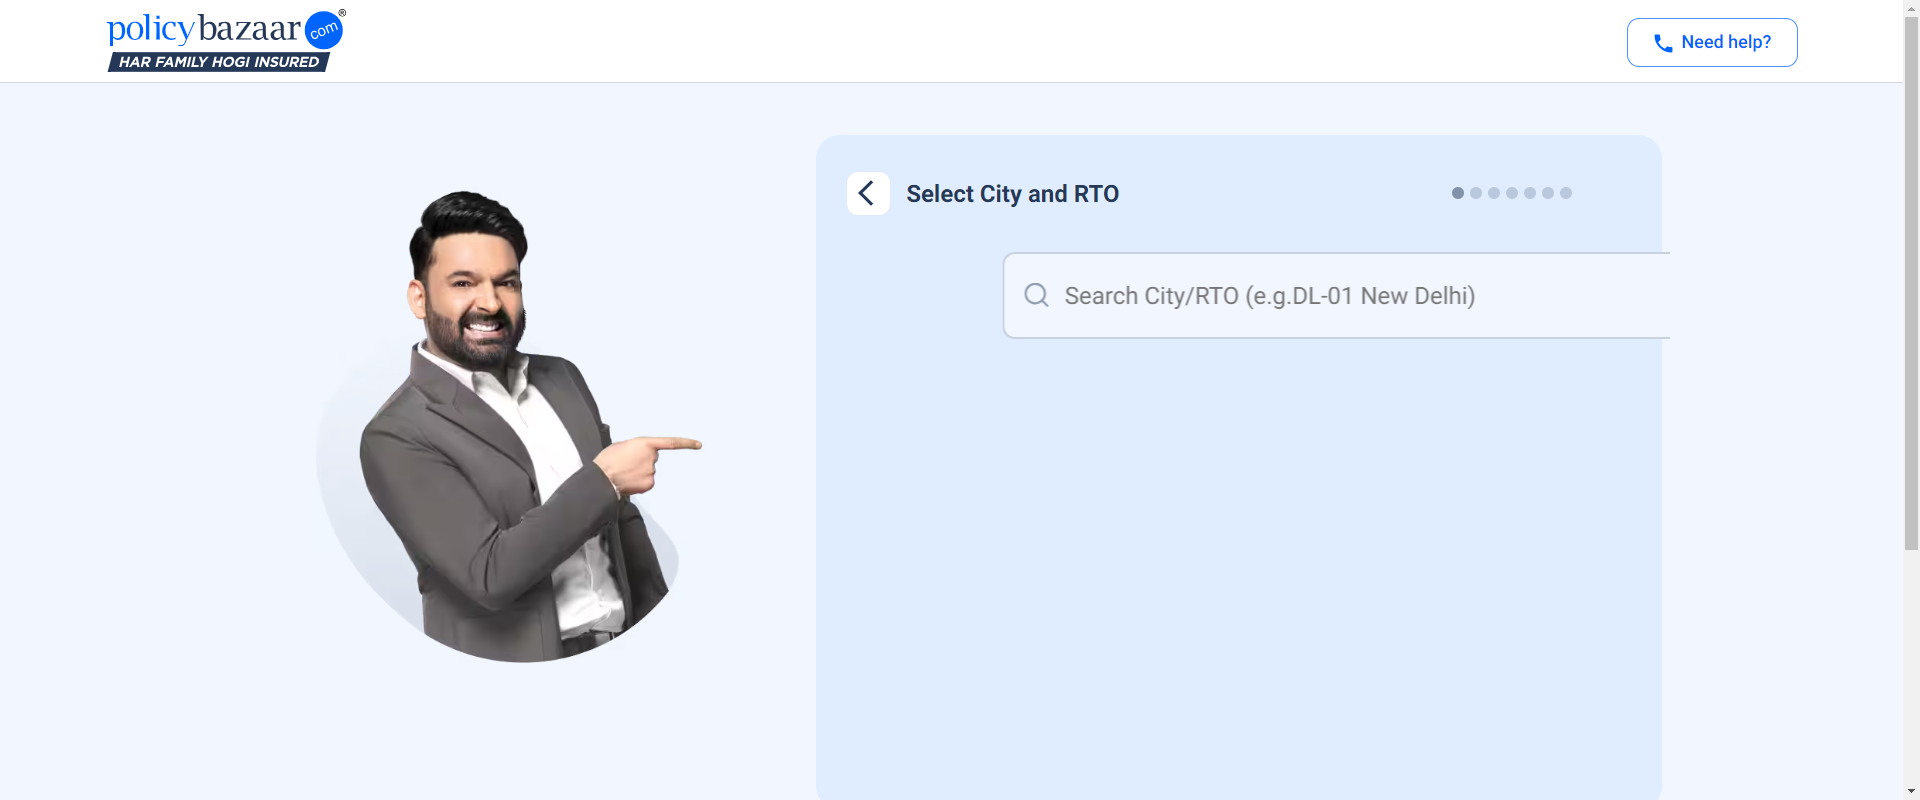 policybazaar com ®
HAR FAMILY HOGI INSURED
Need help?
Select City and RTO
Search City/RTO (e.g.DL-01 New Delhi)